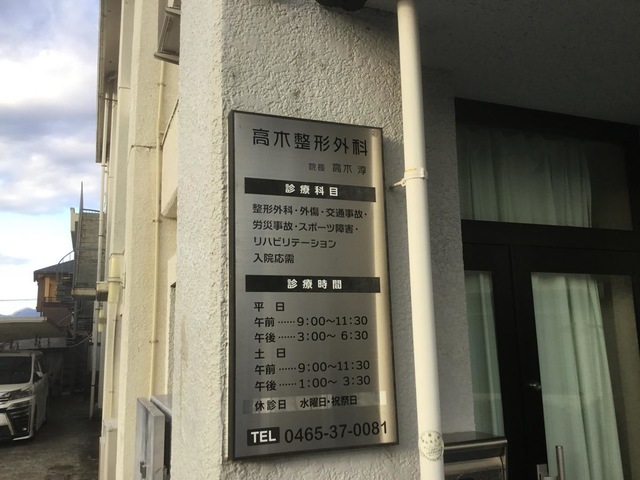 高木整形外科
院長 高木 淳
診療科目
整形外科・外傷・交通事故・
労災事故・スポーツ障害・
リハビリテーション
入院応需
診療時間
平 日
午前……9:00〜11:30
午後……3:00〜 6:30
土 日
午前……9:00〜11:30
午後……1:00〜 3:30
休診日 水曜日・祝祭日
TEL 0465-37-0081